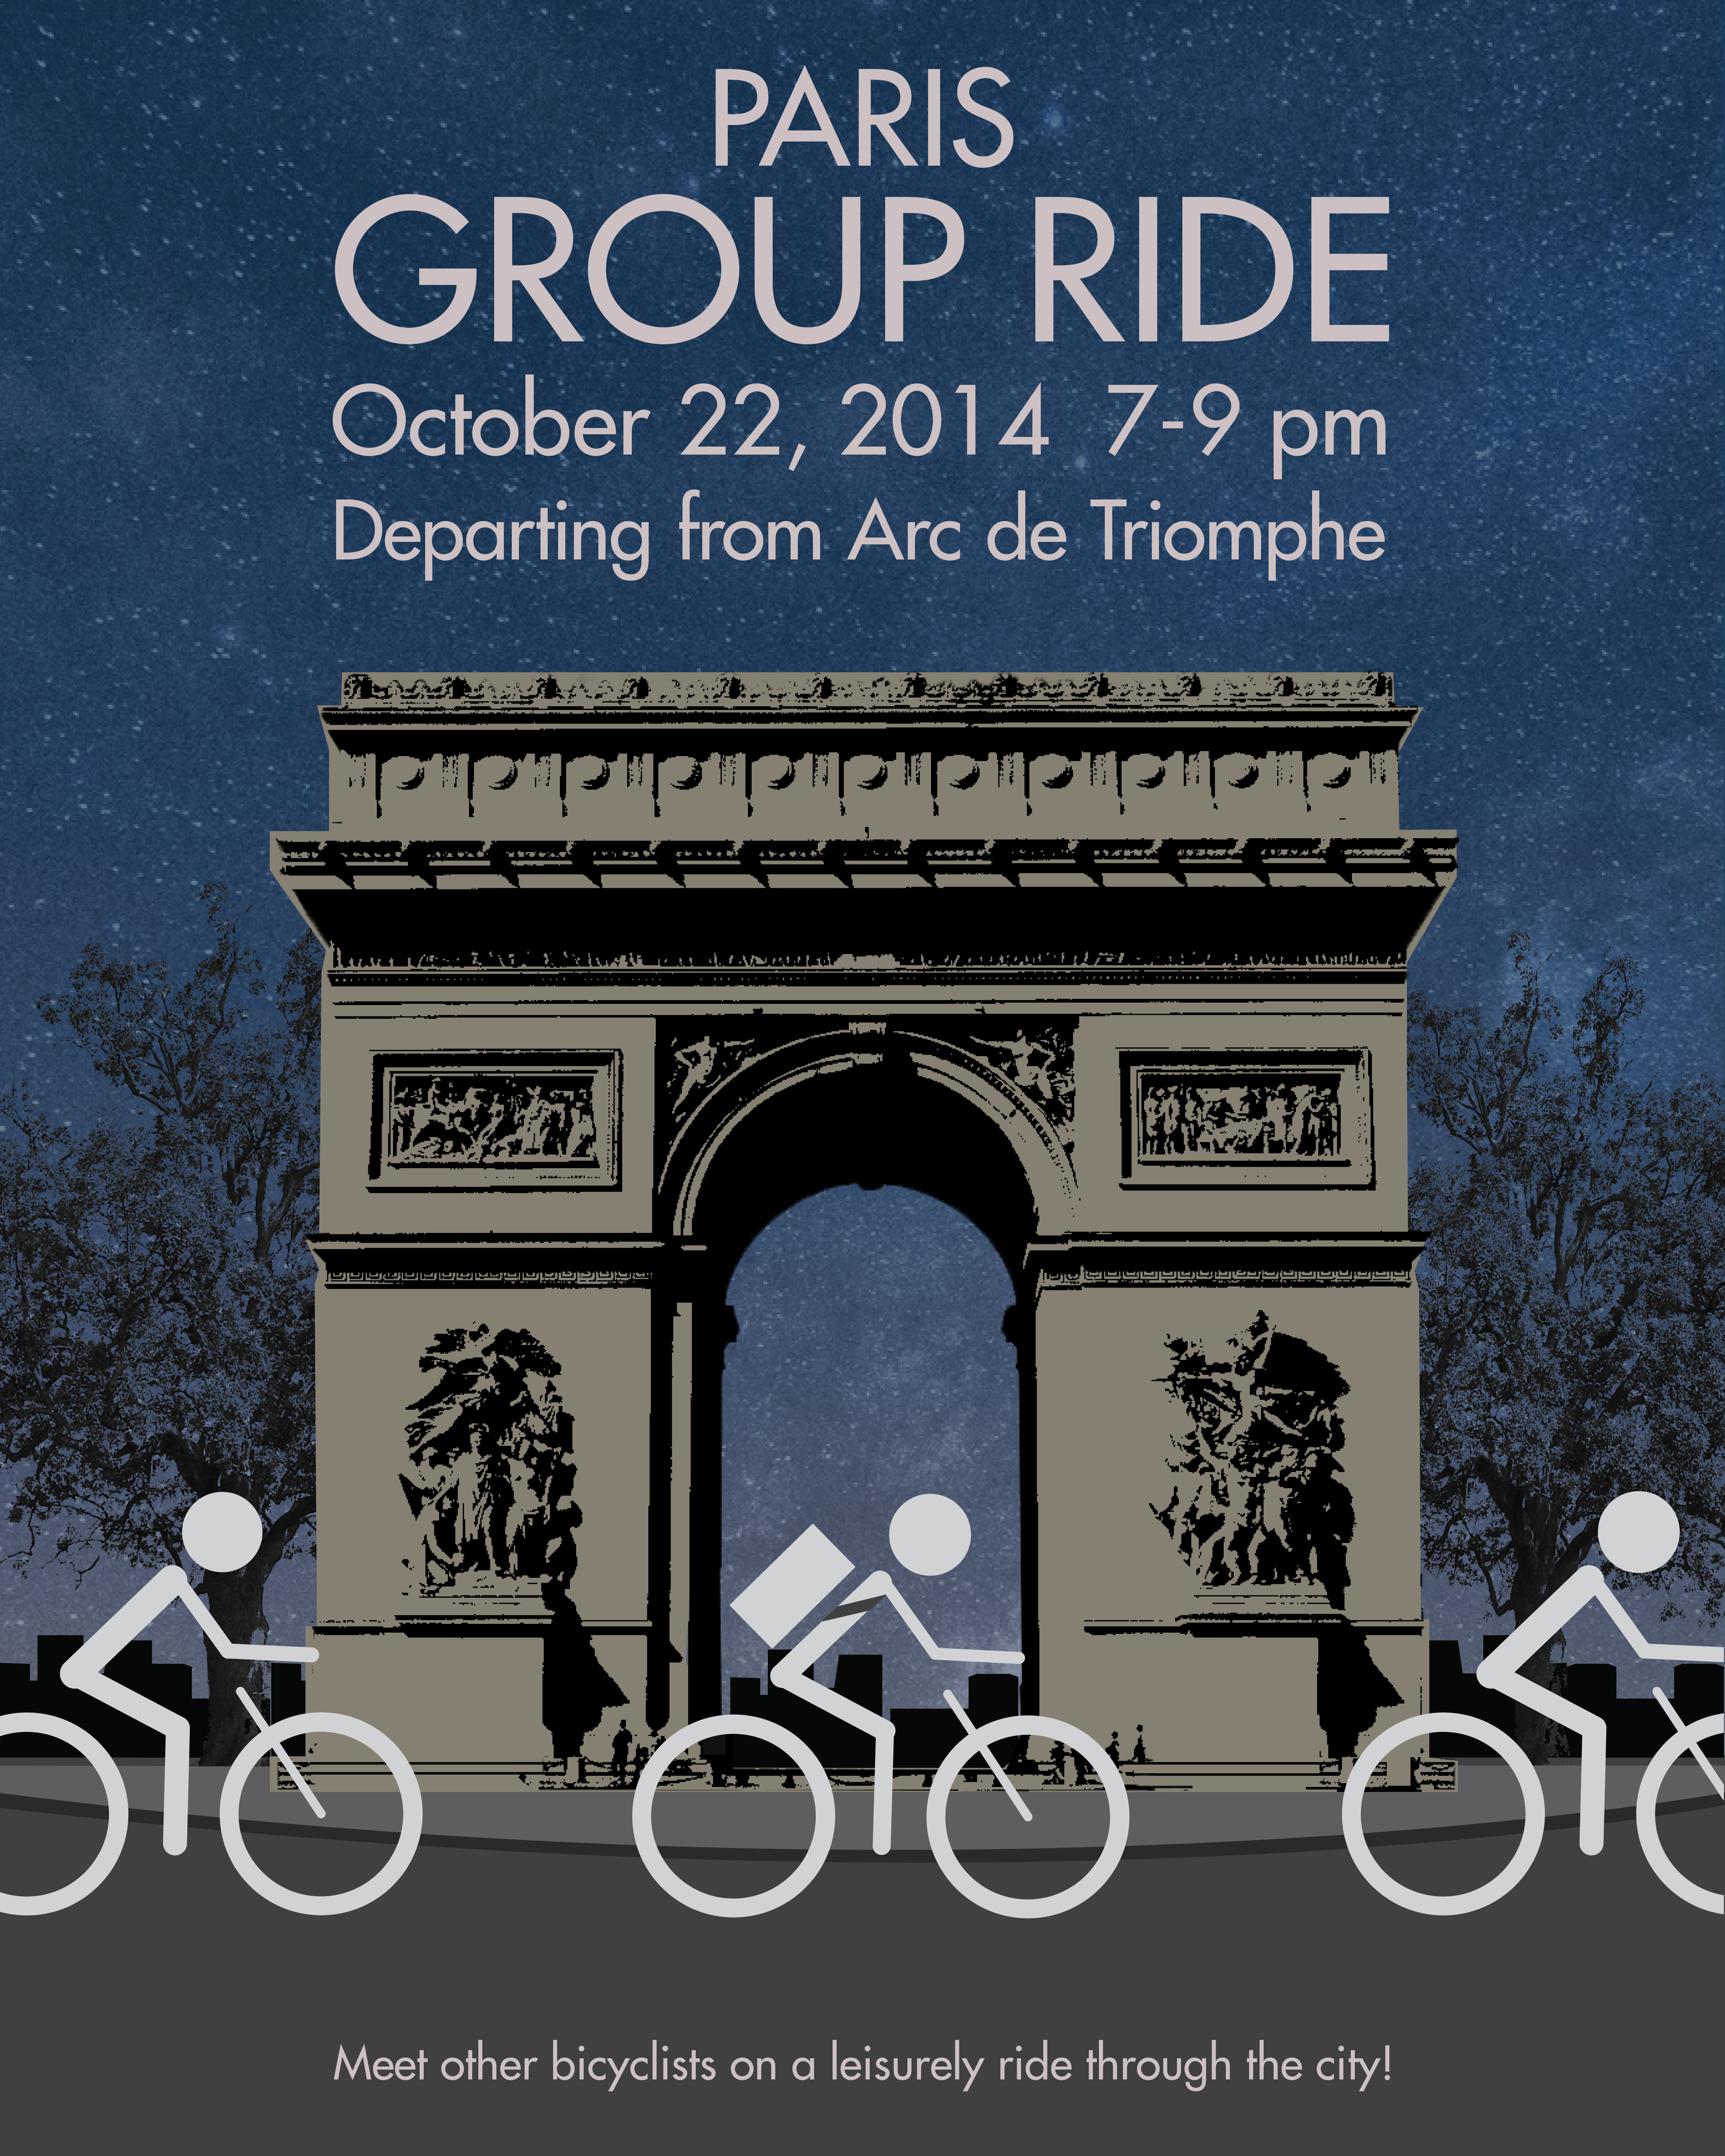 PARIS
GROUP RIDE
October 22, 2014 7-9 pm
Departing from Arc de Triomphe
Meet other bicyclists on a leisurely ride through the city!